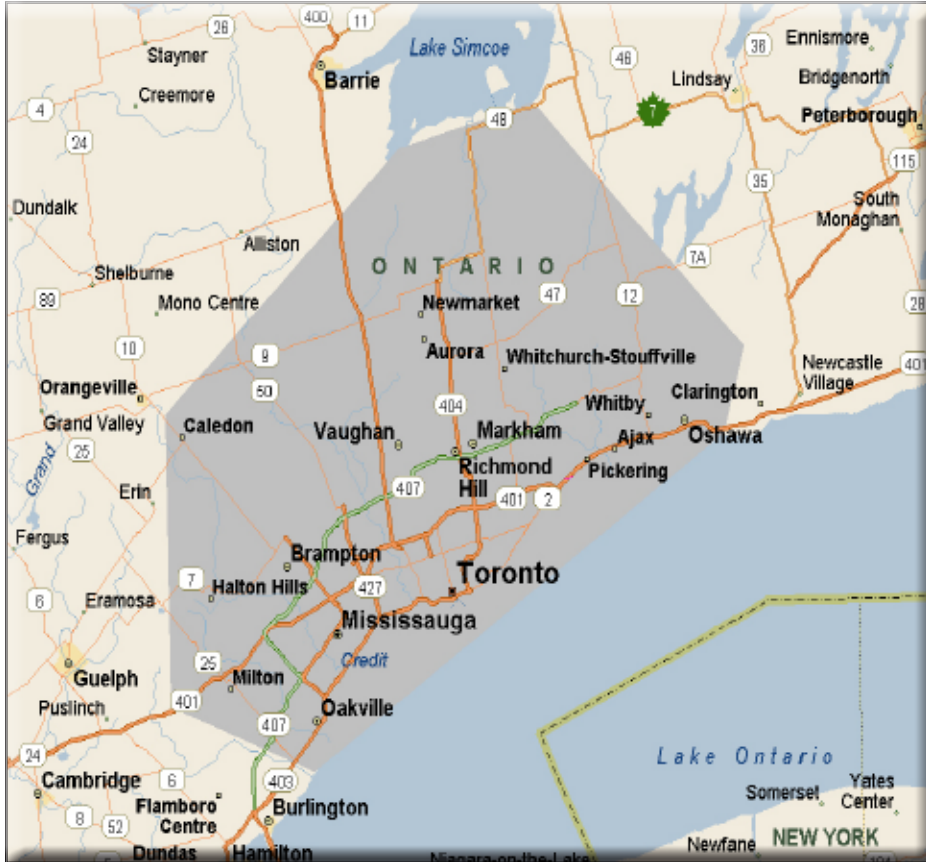 400
11
26
Stayner
Lake Simcoe
Barrie
Creemore
4
24
48
46
36
Ennismore
Lindsay
Bridgenorth
7
Peterborough
115
35
South
Monaghan
Dundalk
Alliston
Shelburne
ONTARIO
7A
89
Mono Centre
Newmarket
47
12
28
10
9
Aurora
Whitchurch-Stouffville
Newcastle
Village
401
Orangeville
50
Clarington
Whitby
404
Grand Valley
Caledon
Vaughan
Markham
Ajax
Oshawa
25
Grand
Richmond
Hill
Pickering
407
401
2
Erin
Fergus
Brampton
Toronto
7
Halton Hills
427
6
Eramosa
Mississauga
Credit
Guelph
25
Milton
401
Puslinch
407
Oakville
24
Lake Ontario
Cambridge
6
403
Flamboro
Centre
Burlington
Somerset
Yates
Center
8
52
Dundas
Hamilton
Niagara-on-the-Lake
Newfane
NEW YORK